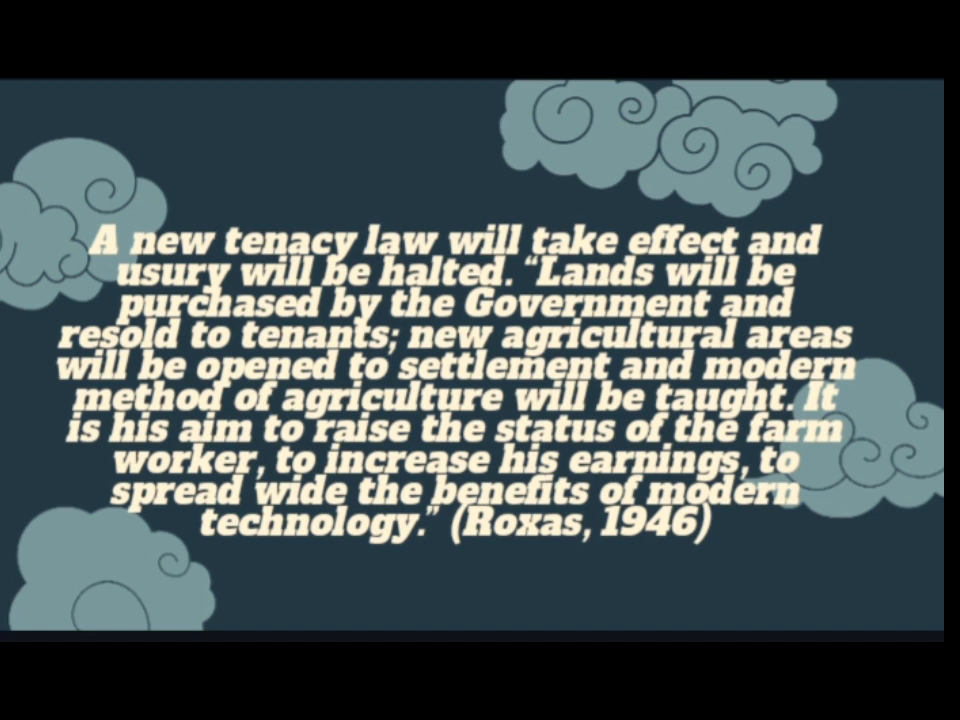 A new tenacy law will take effect and
usury will be halted. “Lands will be
purchased by the Government and
resold to tenants; new agricultural areas
will be opened to settlement and modern
method of agriculture will be taught. It
is his aim to raise the status of the farm
worker, to increase his earnings, to
spread wide the benefits of modern
technology.” (Roxas, 1946)